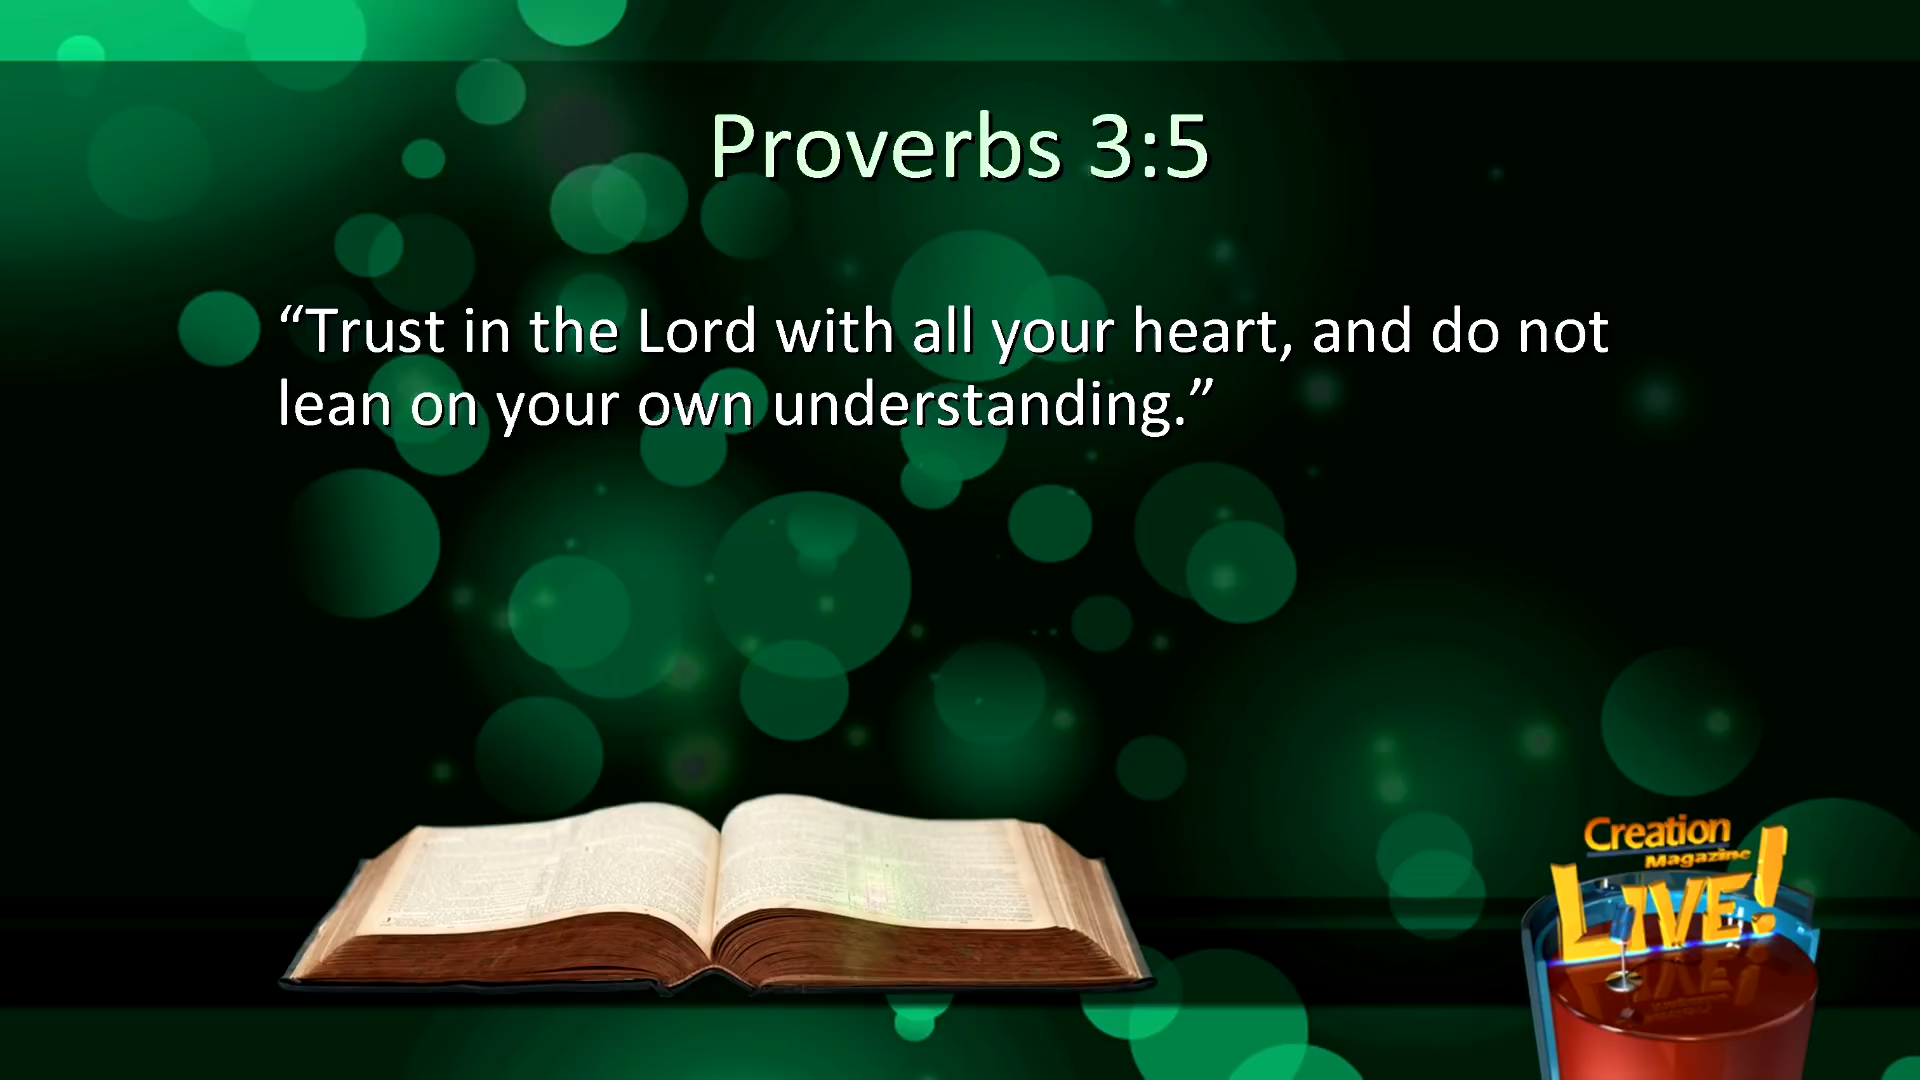 Proverbs 3:5
“Trust in the Lord with all your heart, and do not
lean on your own understanding.”
Creation
Magazine
LIVE!